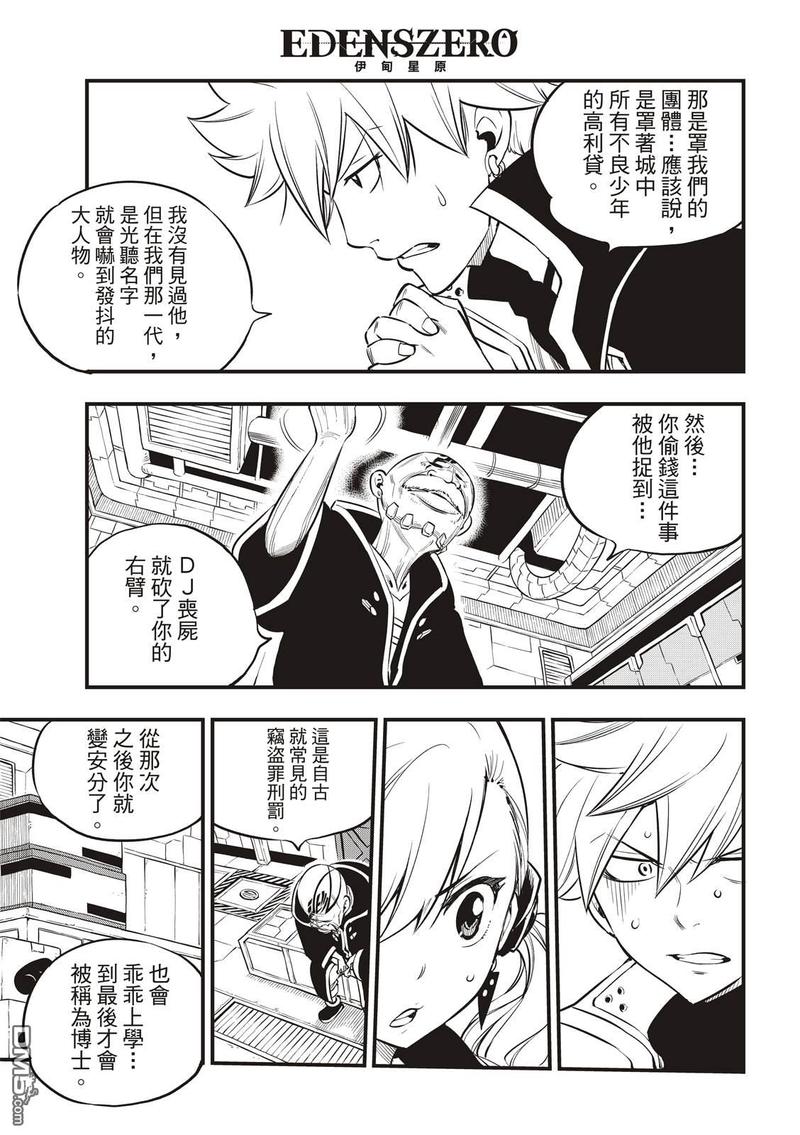 EDENSZERO
伊甸星原
那是罩我們的
團體…應該說，
是罩著城中
所有不良少年
的高利貸。
我沒有見過他，
但在我們那一代，
是光聽名字
就會嚇到發抖的
大人物。
然後…
你偷錢這件事
被他捉到…
DJ喪屍
就砍了你的
右臂。
這是自古
就常見的
竊盜罪刑罰。
從那次
之後你就
變安分了。
也會
乖乖上學…
到最後才會
被稱為博士。
DM5.com